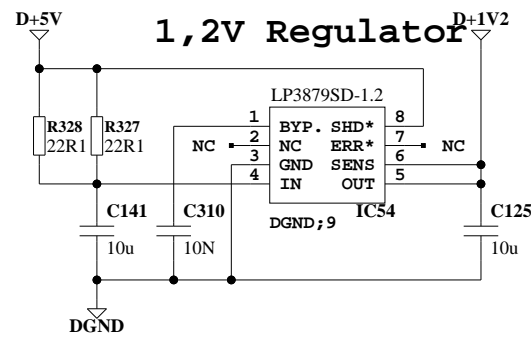 D+5V
1,2V Regulator
D+1V2
LP3879SD-1.2
1 BYP. SHD* 8
R328
22R1
R327
22R1
NC 2 NC ERR* 7 NC
3 GND SENS 6
4 IN OUT 5
C141
10u
C310
10N
DGND;9
IC54
C125
10u
DGND